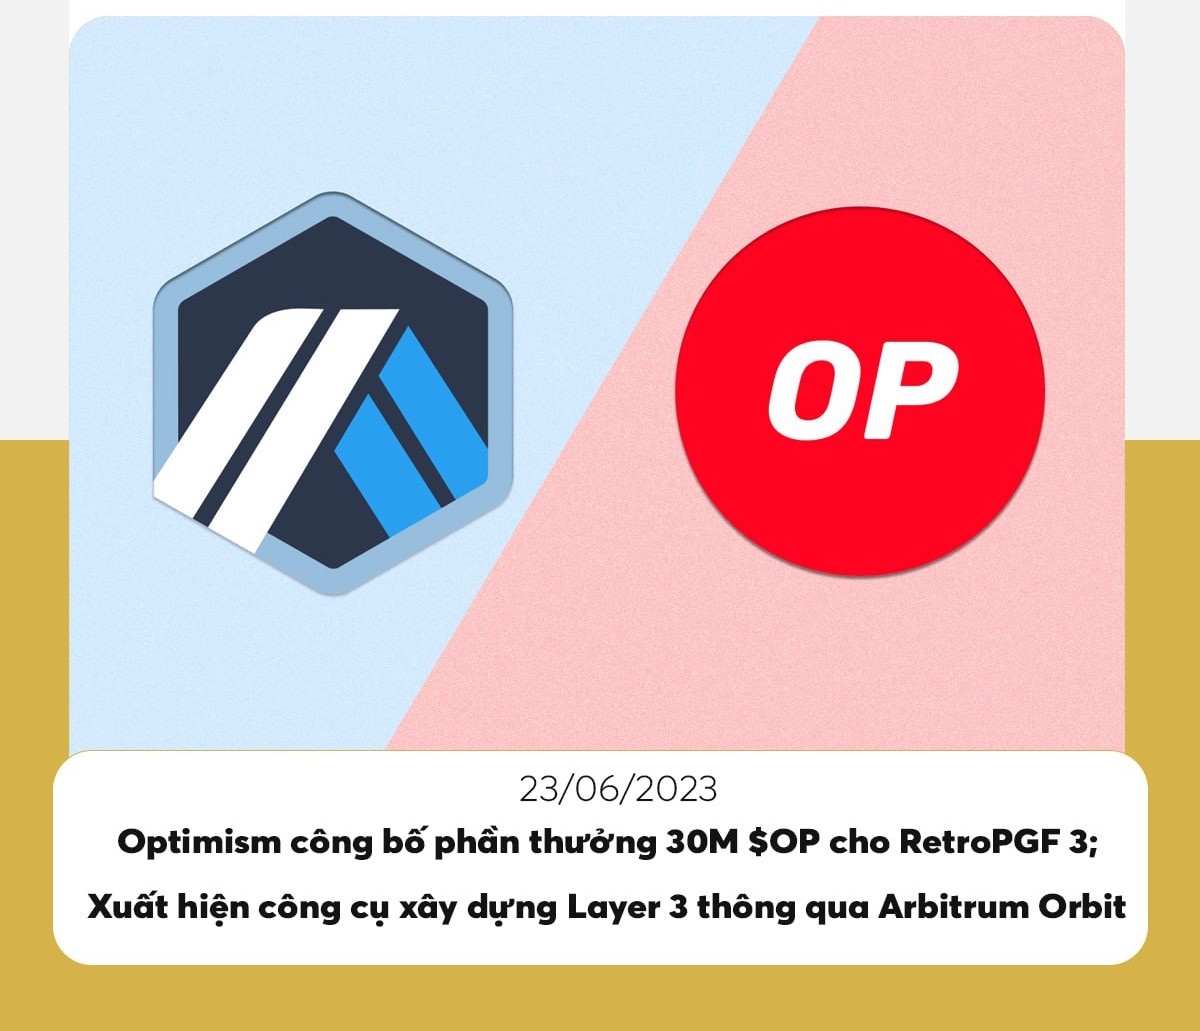 OP
23/06/2023
Optimism công bố phần thưởng 30M $OP cho RetroPGF 3;
Xuất hiện công cụ xây dựng Layer 3 thông qua Arbitrum Orbit